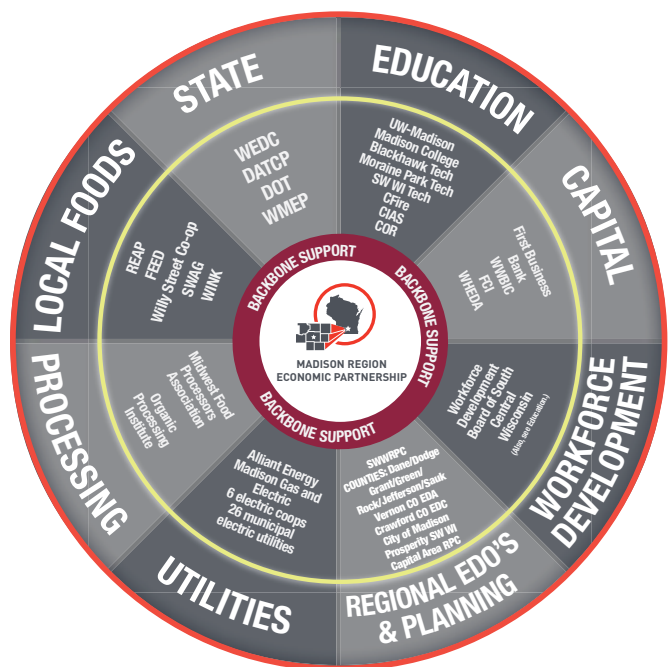 STATE
WEDC
DATCP
DOT
WMEP
EDUCATION
UW-Madison
Madison College
Blackhawk Tech
Moraine Park Tech
SW WI Tech
CFire
CIAS
COR
CAPITAL
First Business
Bank
WWBIC
FCI
WHEDA
WORKFORCE
DEVELOPMENT
Workforce
Development
Board of South
Central
Wisconsin
(Also, see Education.)
REGIONAL EDO'S
& PLANNING
SWWRPC
COUNTIES: Dane/Dodge
Grant/Green/
Rock/Jefferson/Sauk
Vernon CO EDA
Crawford CO EDC
City of Madison
Prosperity SW WI
Capital Area RPC
UTILITIES
Alliant Energy
Madison Gas and
Electric
6 electric coops
26 municipal
electric utilities
PROCESSING
Midwest Food
Processors
Association
Organic
Processing
Institute
LOCAL FOODS
REAP
FEED
Willy Street Co-op
SWAG
WINK
BACKBONE SUPPORT
BACKBONE SUPPORT
BACKBONE SUPPORT
MADISON REGION
ECONOMIC PARTNERSHIP